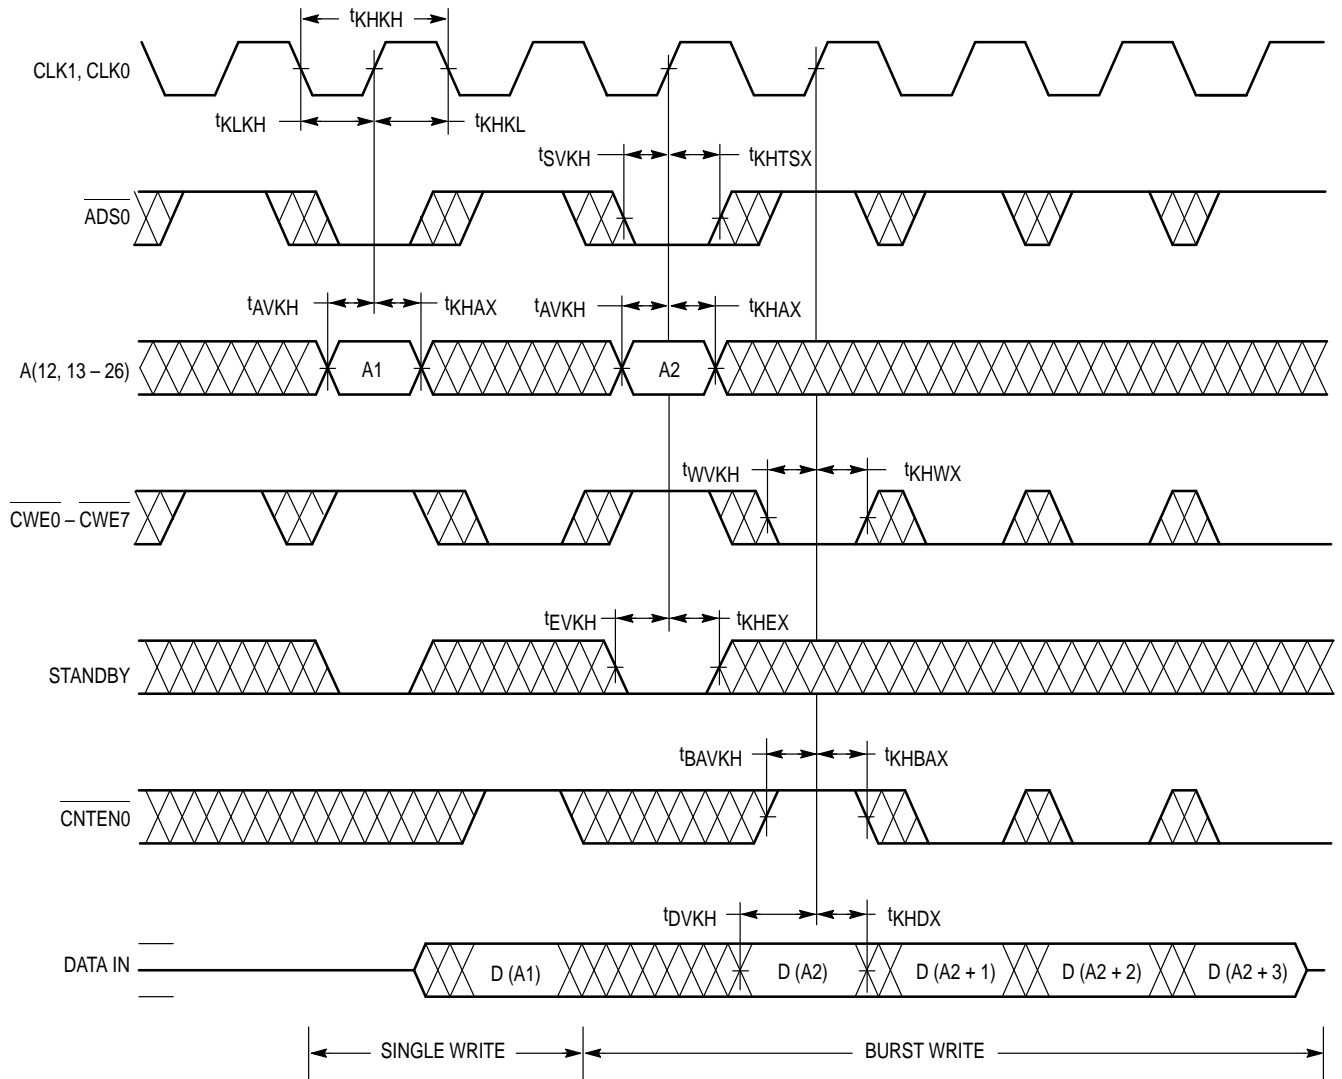 tKHKH
CLK1, CLK0
tKLKH tKHKL
tSVKH tKHTSX
ADS0
tAVKH tKHAX tAVKH tKHAX
A(12, 13 – 26) A1 A2
tWVKH tKHWX
CWE0 – CWE7
tEVKH tKHEX
STANDBY
tBAVKH tKHBAX
CNTEN0
tDVKH tKHDX
DATA IN D (A1) D (A2) D (A2 + 1) D (A2 + 2) D (A2 + 3)
SINGLE WRITE BURST WRITE